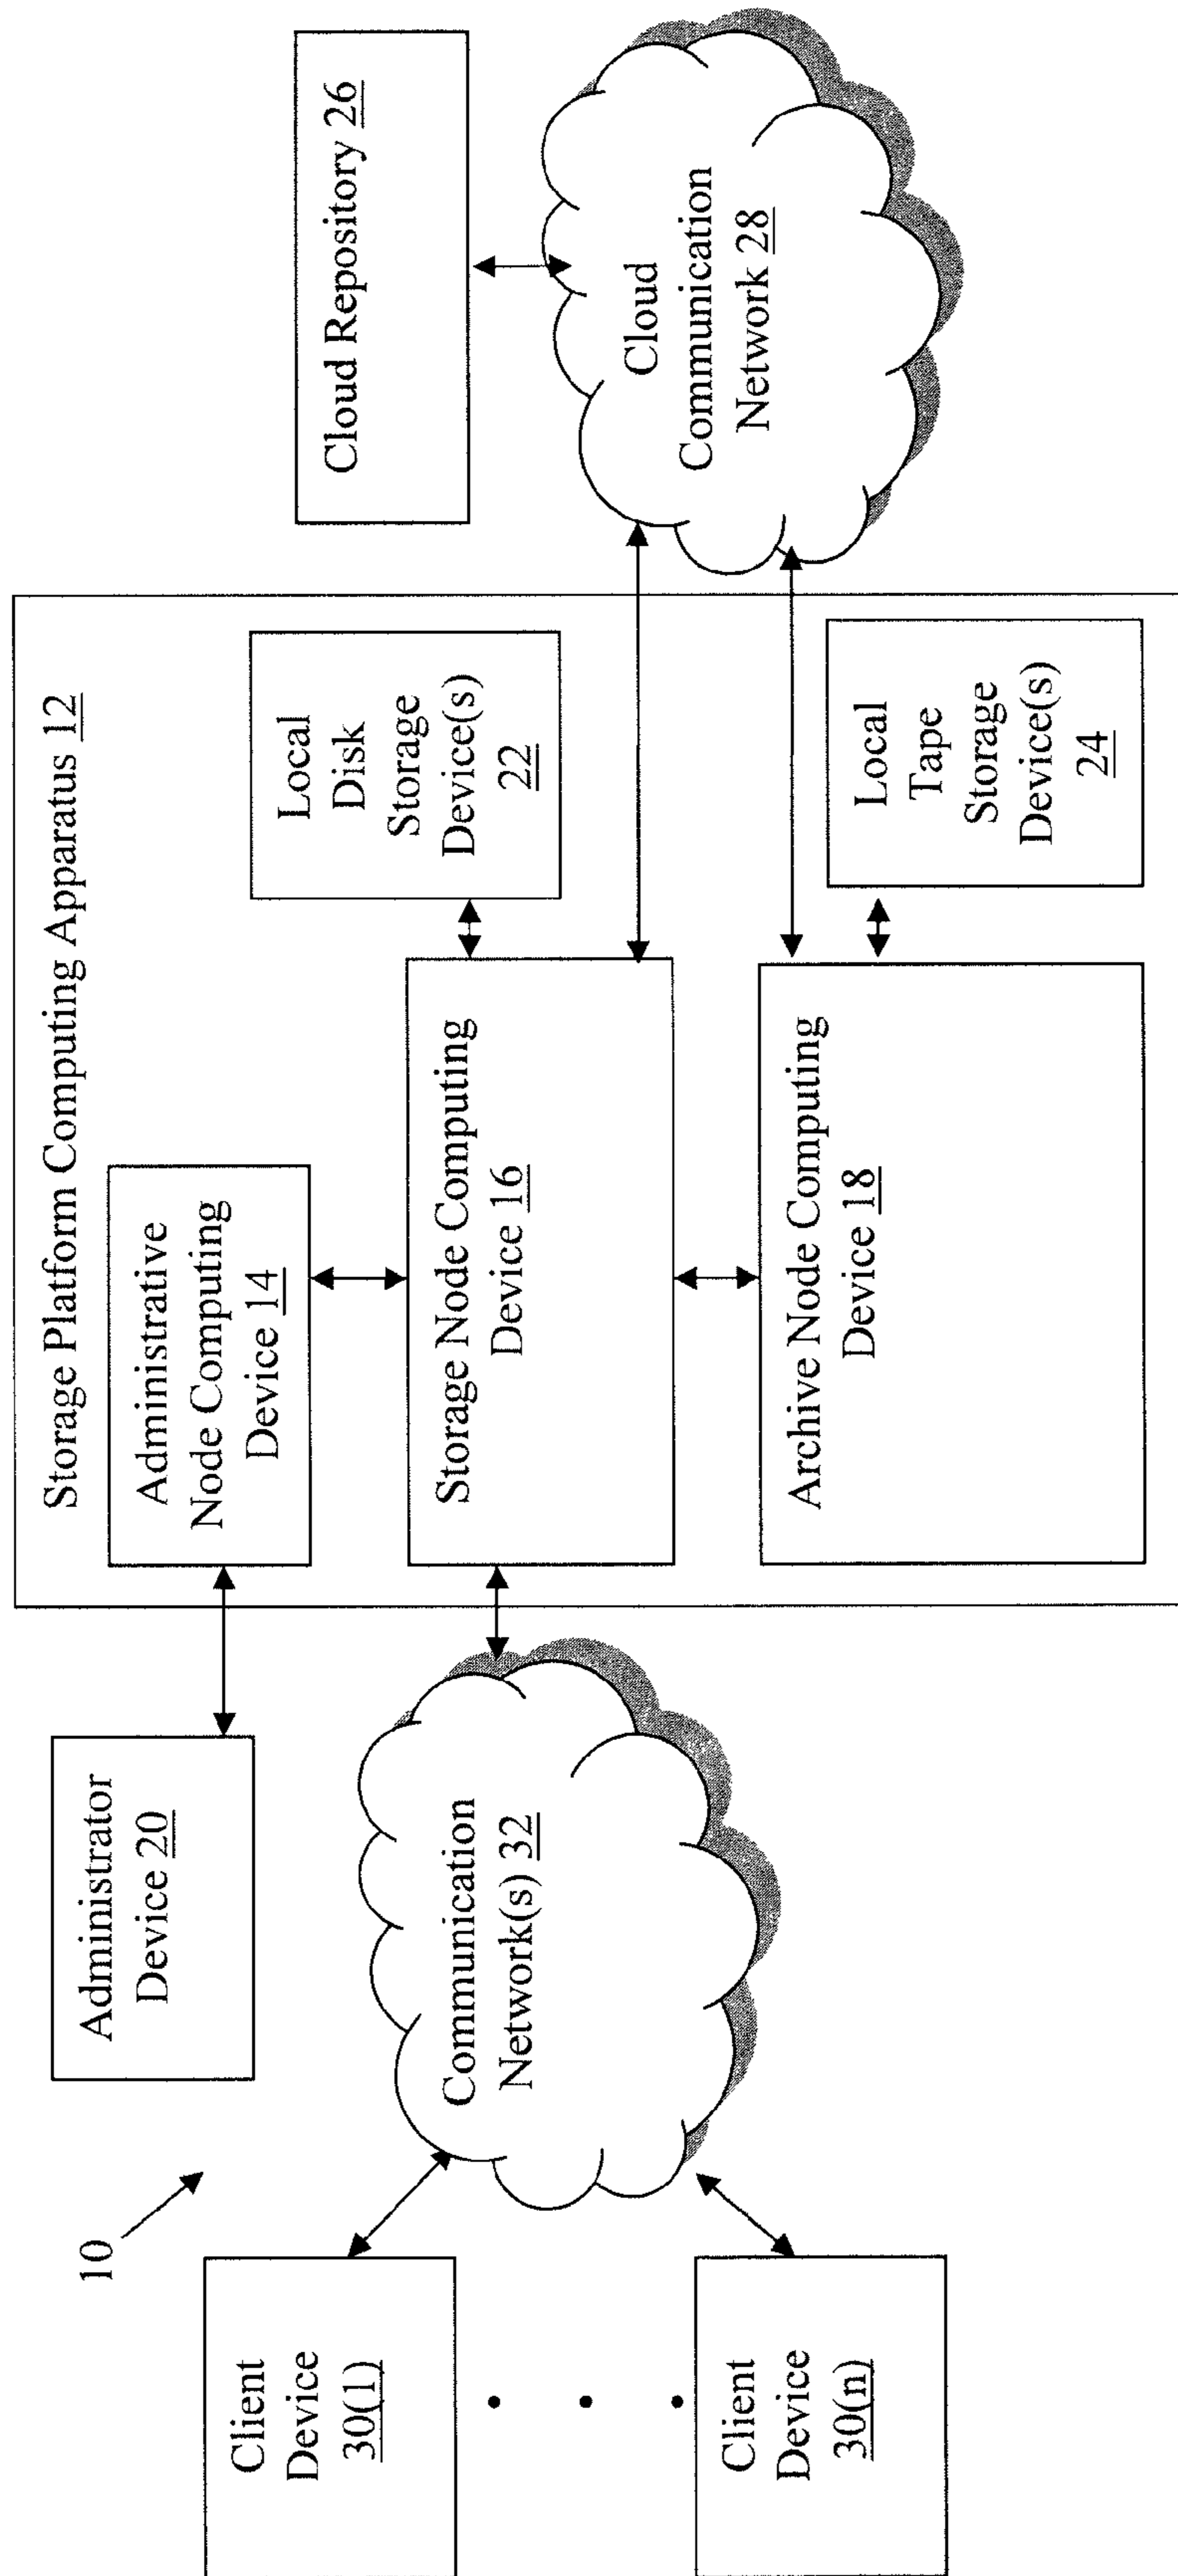 10
Client
Device
30(1)
Client
Device
30(n)
Administrator
Device 20
Communication
Network(s) 32
Storage Platform Computing Apparatus 12
Administrative
Node Computing
Device 14
Storage Node Computing
Device 16
Archive Node Computing
Device 18
Local
Disk
Storage
Device(s)
22
Local
Tape
Storage
Device(s)
24
Cloud Repository 26
Cloud
Communication
Network 28